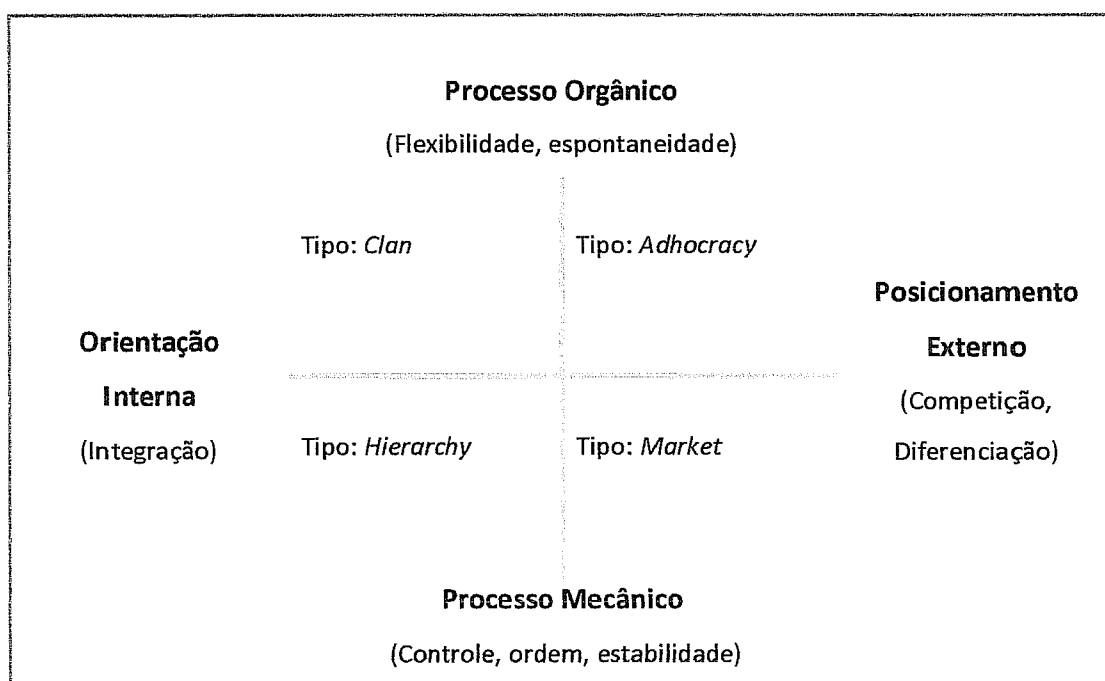 Processo Orgânico
(Flexibilidade, espontaneidade)
Tipo: Clan
Tipo: Adhocracy
Posicionamento
Externo
(Competição,
Diferenciação)
Orientação
Interna
(Integração)
Tipo: Hierarchy
Tipo: Market
Processo Mecânico
(Controle, ordem, estabilidade)